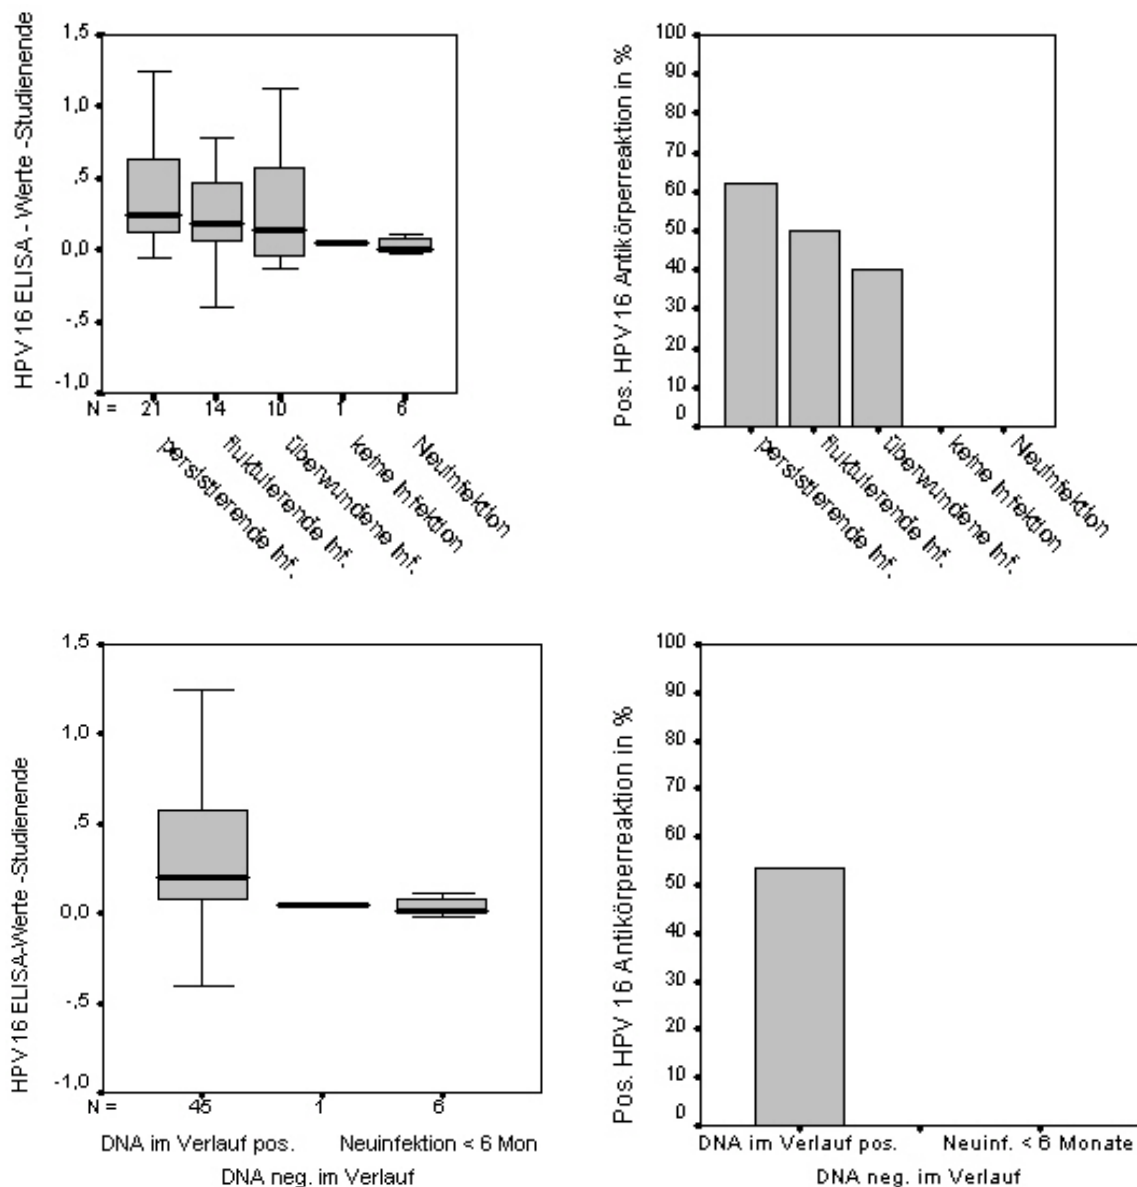 HPV 16 ELISA - Werte -Studienende
1,5
1,0
,5
0,0
-,5
-1,0
N = 21 14 10 1 6
persistierende Inf.
fluktuierende Inf.
überwundene Inf.
keine Infektion
Neuinfektion
Pos. HPV 16 Antikörperreaktion in %
100
90
80
70
60
50
40
30
20
10
0
persistierende Inf.
fluktuierende Inf.
überwundene Inf.
keine Infektion
Neuinfektion
HPV 16 ELISA-Werte -Studienende
1,5
1,0
,5
0,0
-,5
-1,0
N = 45 1 6
DNA im Verlauf pos. Neuinfektion < 6 Mon
DNA neg. im Verlauf
Pos. HPV 16 Antikörperreaktion in %
100
90
80
70
60
50
40
30
20
10
0
DNA im Verlauf pos. Neuinf. < 6 Monate
DNA neg. im Verlauf